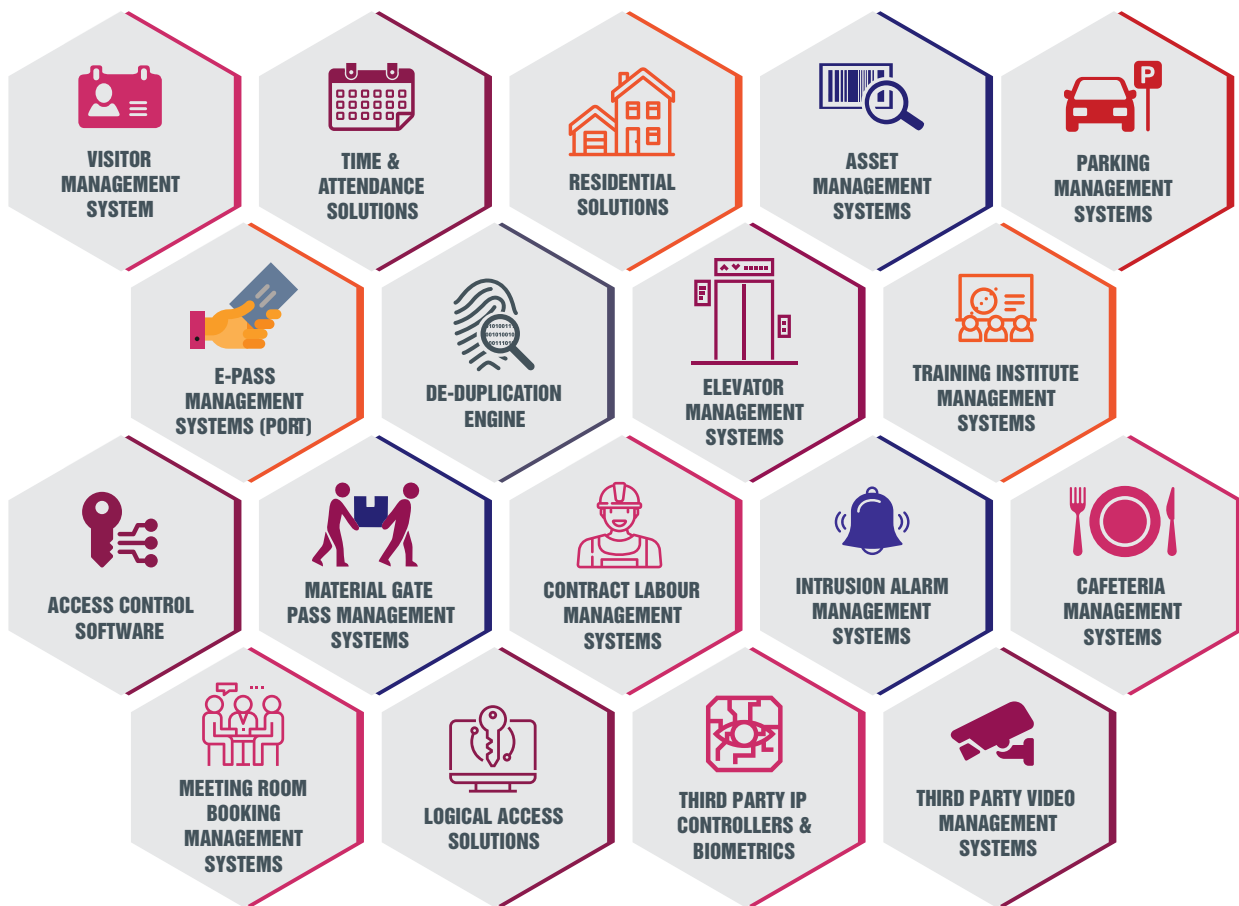 VISITOR
MANAGEMENT
SYSTEM
TIME &
ATTENDANCE
SOLUTIONS
RESIDENTIAL
SOLUTIONS
ASSET
MANAGEMENT
SYSTEMS
P
PARKING
MANAGEMENT
SYSTEMS
E-PASS
MANAGEMENT
SYSTEMS (PORT)
01010011
001010010
00111101
DE-DUPLICATION
ENGINE
ELEVATOR
MANAGEMENT
SYSTEMS
TRAINING INSTITUTE
MANAGEMENT
SYSTEMS
ACCESS CONTROL
SOFTWARE
MATERIAL GATE
PASS MANAGEMENT
SYSTEMS
CONTRACT LABOUR
MANAGEMENT
SYSTEMS
INTRUSION ALARM
MANAGEMENT
SYSTEMS
CAFETERIA
MANAGEMENT
SYSTEMS
MEETING ROOM
BOOKING
MANAGEMENT
SYSTEMS
LOGICAL ACCESS
SOLUTIONS
THIRD PARTY IP
CONTROLLERS &
BIOMETRICS
THIRD PARTY VIDEO
MANAGEMENT
SYSTEMS